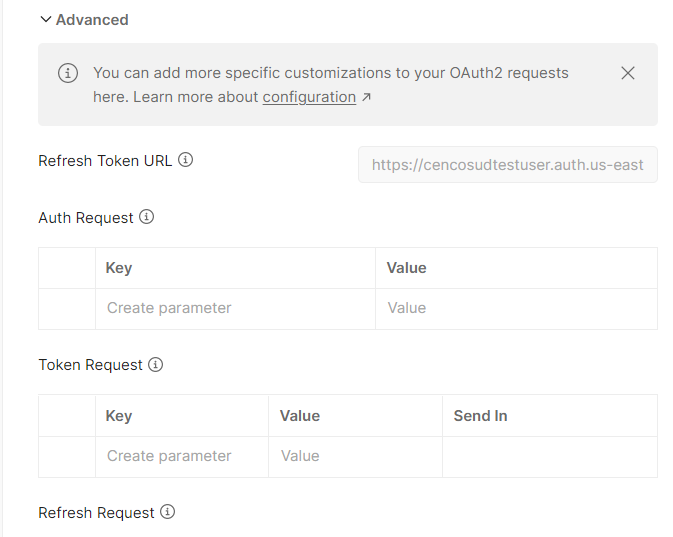 Advanced
You can add more specific customizations to your OAuth2 requests
here. Learn more about configuration ↗
Refresh Token URL
https://cencosudtestuser.auth.us-east
Auth Request
Key Value
Create parameter Value
Token Request
Key Value Send In
Create parameter Value
Refresh Request